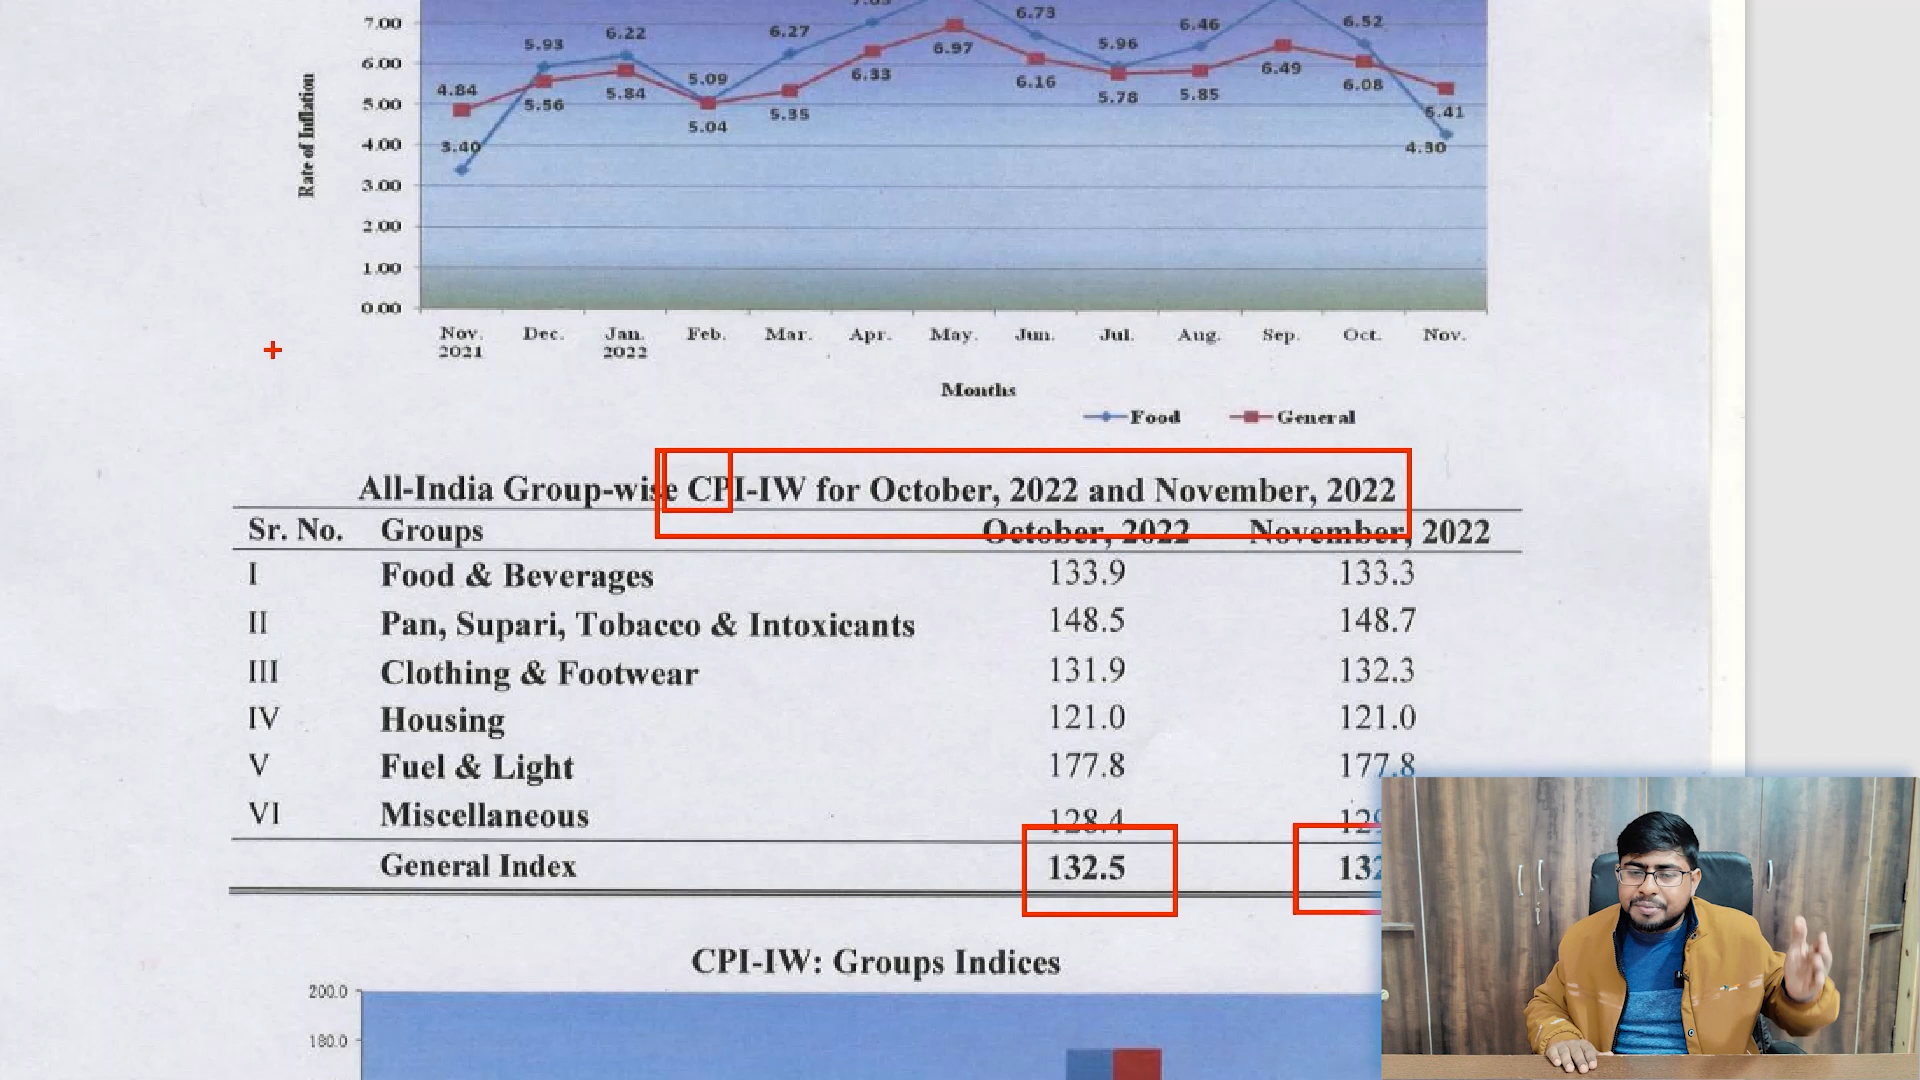 7.00
6.00
5.00
4.00
3.00
2.00
1.00
0.00
Rate of Inflation
4.84
3.40
5.93
5.56
6.22
5.84
5.09
5.04
6.27
5.35
6.33
6.97
6.73
6.16
5.96
5.78
6.46
5.85
6.49
6.52
6.08
5.41
4.30
Nov. Dec. Jan. Feb. Mar. Apr. May. Jun. Jul. Aug. Sep. Oct. Nov.
2021 2022
Months
Food General
All-India Group-wise CPI-IW for October, 2022 and November, 2022
Sr. No. Groups October, 2022 November, 2022
I Food & Beverages 133.9 133.3
II Pan, Supari, Tobacco & Intoxicants 148.5 148.7
III Clothing & Footwear 131.9 132.3
IV Housing 121.0 121.0
V Fuel & Light 177.8 177.8
VI Miscellaneous 128.4
General Index 132.5
CPI-IW: Groups Indices
200.0
180.0